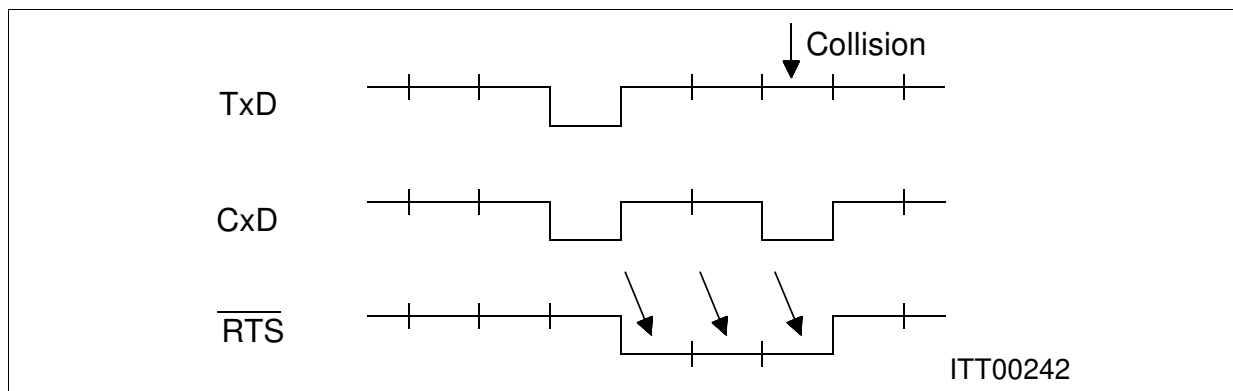 Collision
TxD
CxD
RTS
ITT00242